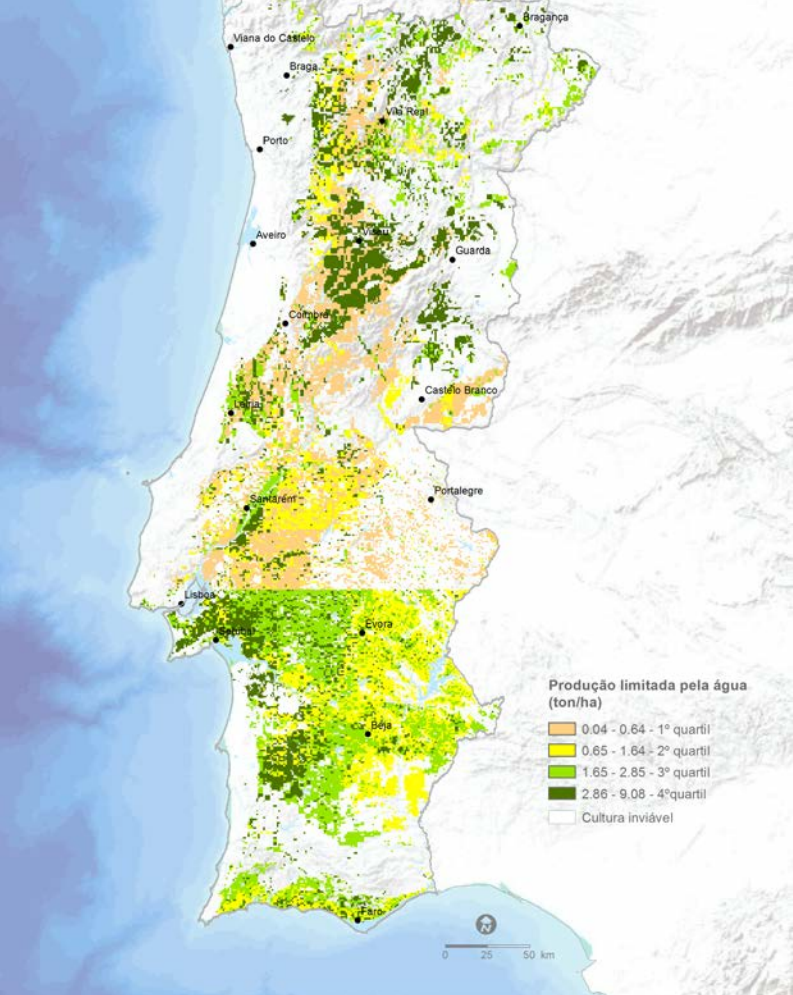 Bragança
Viana do Castelo
Braga
Vila Real
Porto
Viseu
Aveiro
Guarda
Coimbra
Castelo Branco
Leiria
Portalegre
Santarém
Lisboa
Évora
Setúbal
Produção limitada pela água
(ton/ha)
0.04 - 0.64 - 1º quartil
Beja
0.65 - 1.64 - 2º quartil
1.65 - 2.85 - 3º quartil
2.86 - 9.08 - 4ºquartil
Cultura inviável
Faro
N
0 25 50 km